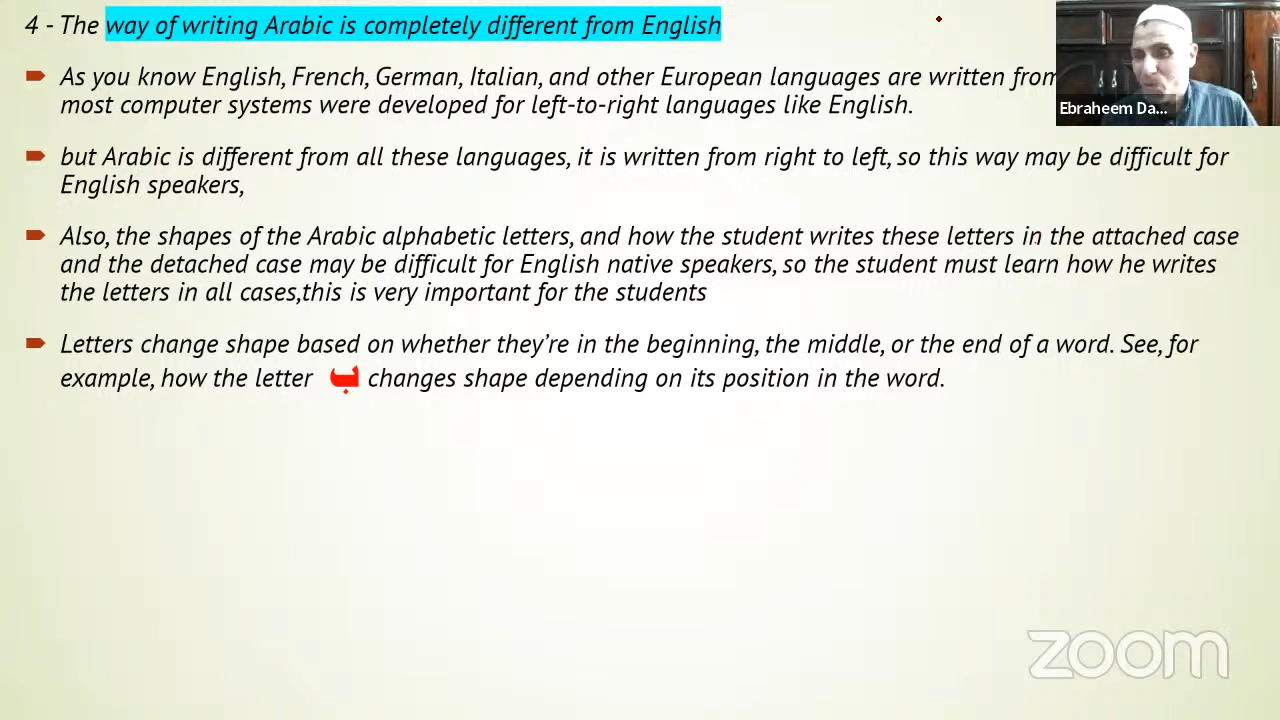 4 - The way of writing Arabic is completely different from English
As you know English, French, German, Italian, and other European languages are written from
most computer systems were developed for left-to-right languages like English.
but Arabic is different from all these languages, it is written from right to left, so this way may be difficult for
English speakers,
Also, the shapes of the Arabic alphabetic letters, and how the student writes these letters in the attached case
and the detached case may be difficult for English native speakers, so the student must learn how he writes
the letters in all cases,this is very important for the students
Letters change shape based on whether they’re in the beginning, the middle, or the end of a word. See, for
example, how the letter ب changes shape depending on its position in the word.
Ebraheem Da...
zoom